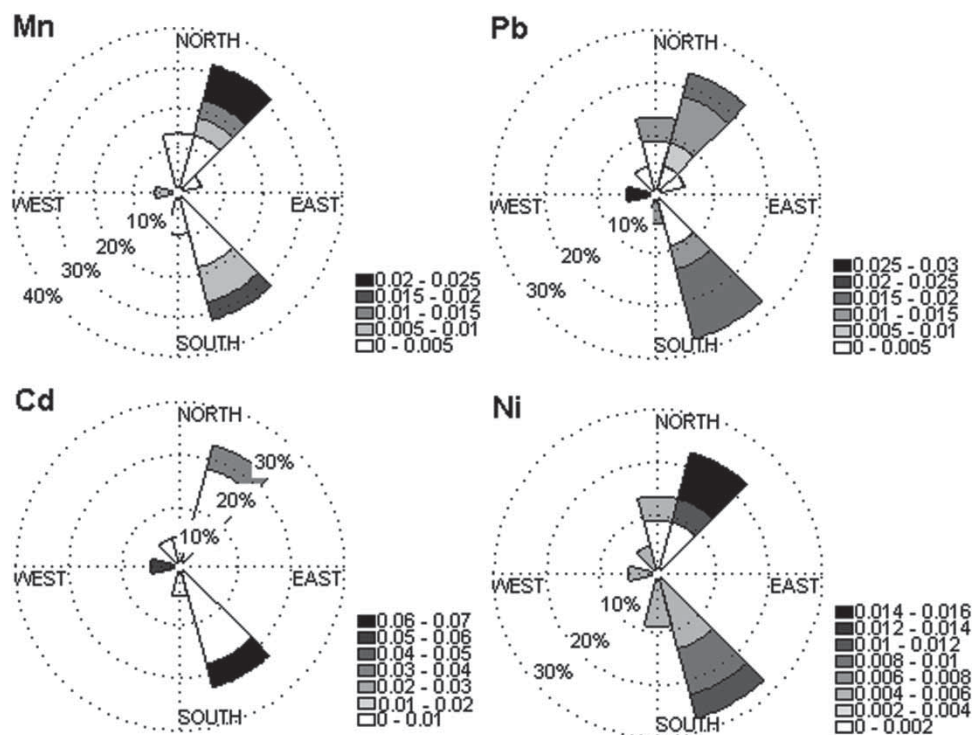 Mn
NORTH
WEST
EAST
SOUTH
10%
20%
30%
40%
0.02 - 0.025
0.015 - 0.02
0.01 - 0.015
0.005 - 0.01
0 - 0.005
Pb
NORTH
WEST
EAST
SOUTH
10%
20%
30%
0.025 - 0.03
0.02 - 0.025
0.015 - 0.02
0.01 - 0.015
0.005 - 0.01
0 - 0.005
Cd
NORTH
30%
20%
10%
WEST
EAST
SOUTH
0.06 - 0.07
0.05 - 0.06
0.04 - 0.05
0.03 - 0.04
0.02 - 0.03
0.01 - 0.02
0 - 0.01
Ni
NORTH
WEST
EAST
SOUTH
10%
20%
30%
0.014 - 0.016
0.012 - 0.014
0.01 - 0.012
0.008 - 0.01
0.006 - 0.008
0.004 - 0.006
0.002 - 0.004
0 - 0.002